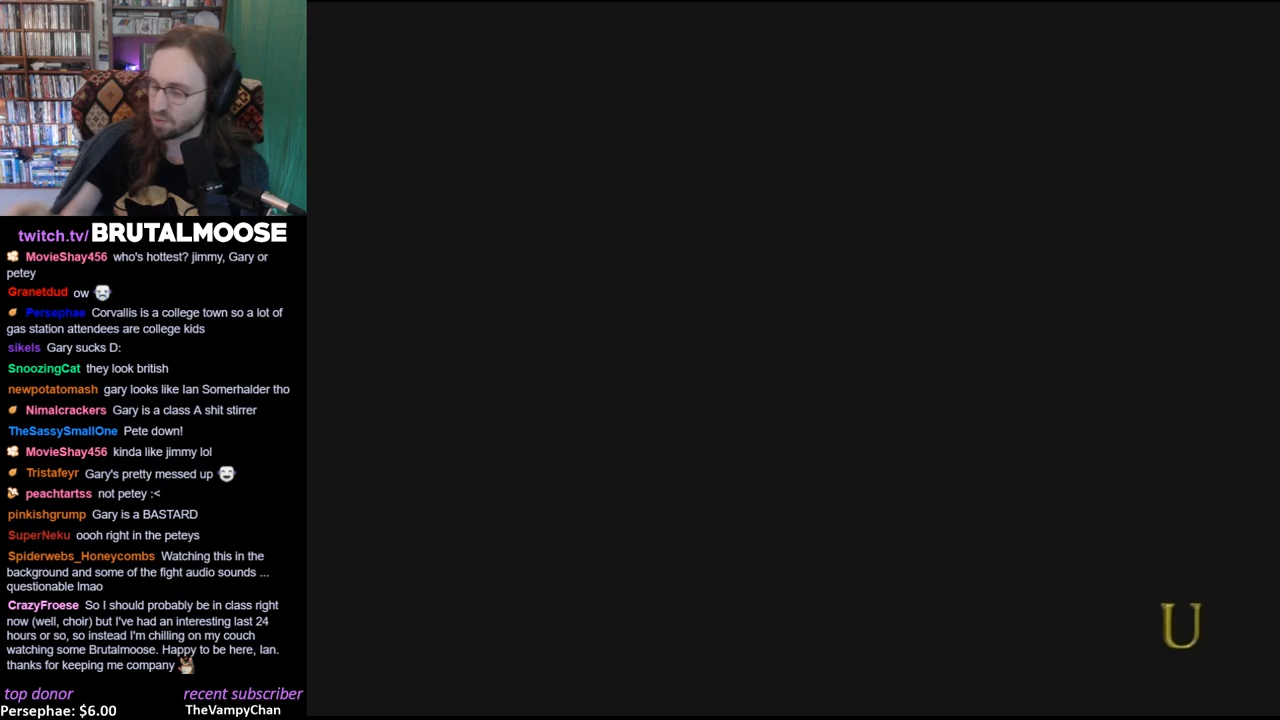 twitch.tv/BRUTALMOOSE
MovieShay456 who's hottest? jimmy, Gary or
petey
Granetdud ow
Persephae Corvallis is a college town so a lot of
gas station attendees are college kids
sikels Gary sucks D:
SnoozingCat they look british
newpotatomash gary looks like Ian Somerhalder tho
Nimalcrackers Gary is a class A shit stirrer
TheSassySmallOne Pete down!
MovieShay456 kinda like jimmy lol
Tristafeyr Gary's pretty messed up
peachtartss not petey :<
pinkishgrump Gary is a BASTARD
SuperNeku oooh right in the peteys
Spiderwebs_Honeycombs Watching this in the
background and some of the fight audio sounds ...
questionable lmao
CrazyFroese So I should probably be in class right
now (well, choir) but I've had an interesting last 24
hours or so, so instead I'm chilling on my couch
watching some Brutalmoose. Happy to be here, Ian.
thanks for keeping me company
top donor
Persephae: $6.00
recent subscriber
TheVampyChan
U